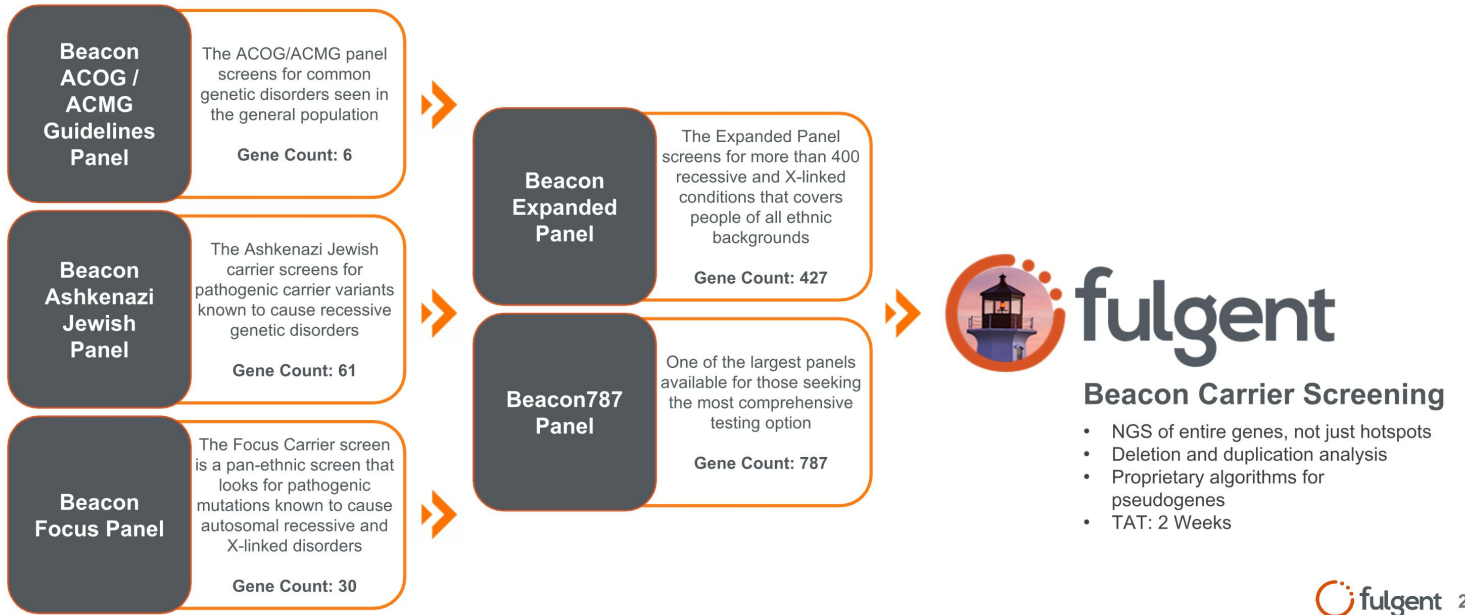 Beacon
ACOG /
ACMG
Guidelines
Panel
The ACOG/ACMG panel
screens for common
genetic disorders seen in
the general population
Gene Count: 6
Beacon
Ashkenazi
Jewish
Panel
The Ashkenazi Jewish
carrier screens for
pathogenic carrier variants
known to cause recessive
genetic disorders
Gene Count: 61
Beacon
Focus Panel
The Focus Carrier screen
is a pan-ethnic screen that
looks for pathogenic
mutations known to cause
autosomal recessive and
X-linked disorders
Gene Count: 30
Beacon
Expanded
Panel
The Expanded Panel
screens for more than 400
recessive and X-linked
conditions that covers
people of all ethnic
backgrounds
Gene Count: 427
Beacon787
Panel
One of the largest panels
available for those seeking
the most comprehensive
testing option
Gene Count: 787
fulgent
Beacon Carrier Screening
• NGS of entire genes, not just hotspots
• Deletion and duplication analysis
• Proprietary algorithms for
pseudogenes
• TAT: 2 Weeks
fulgent 2